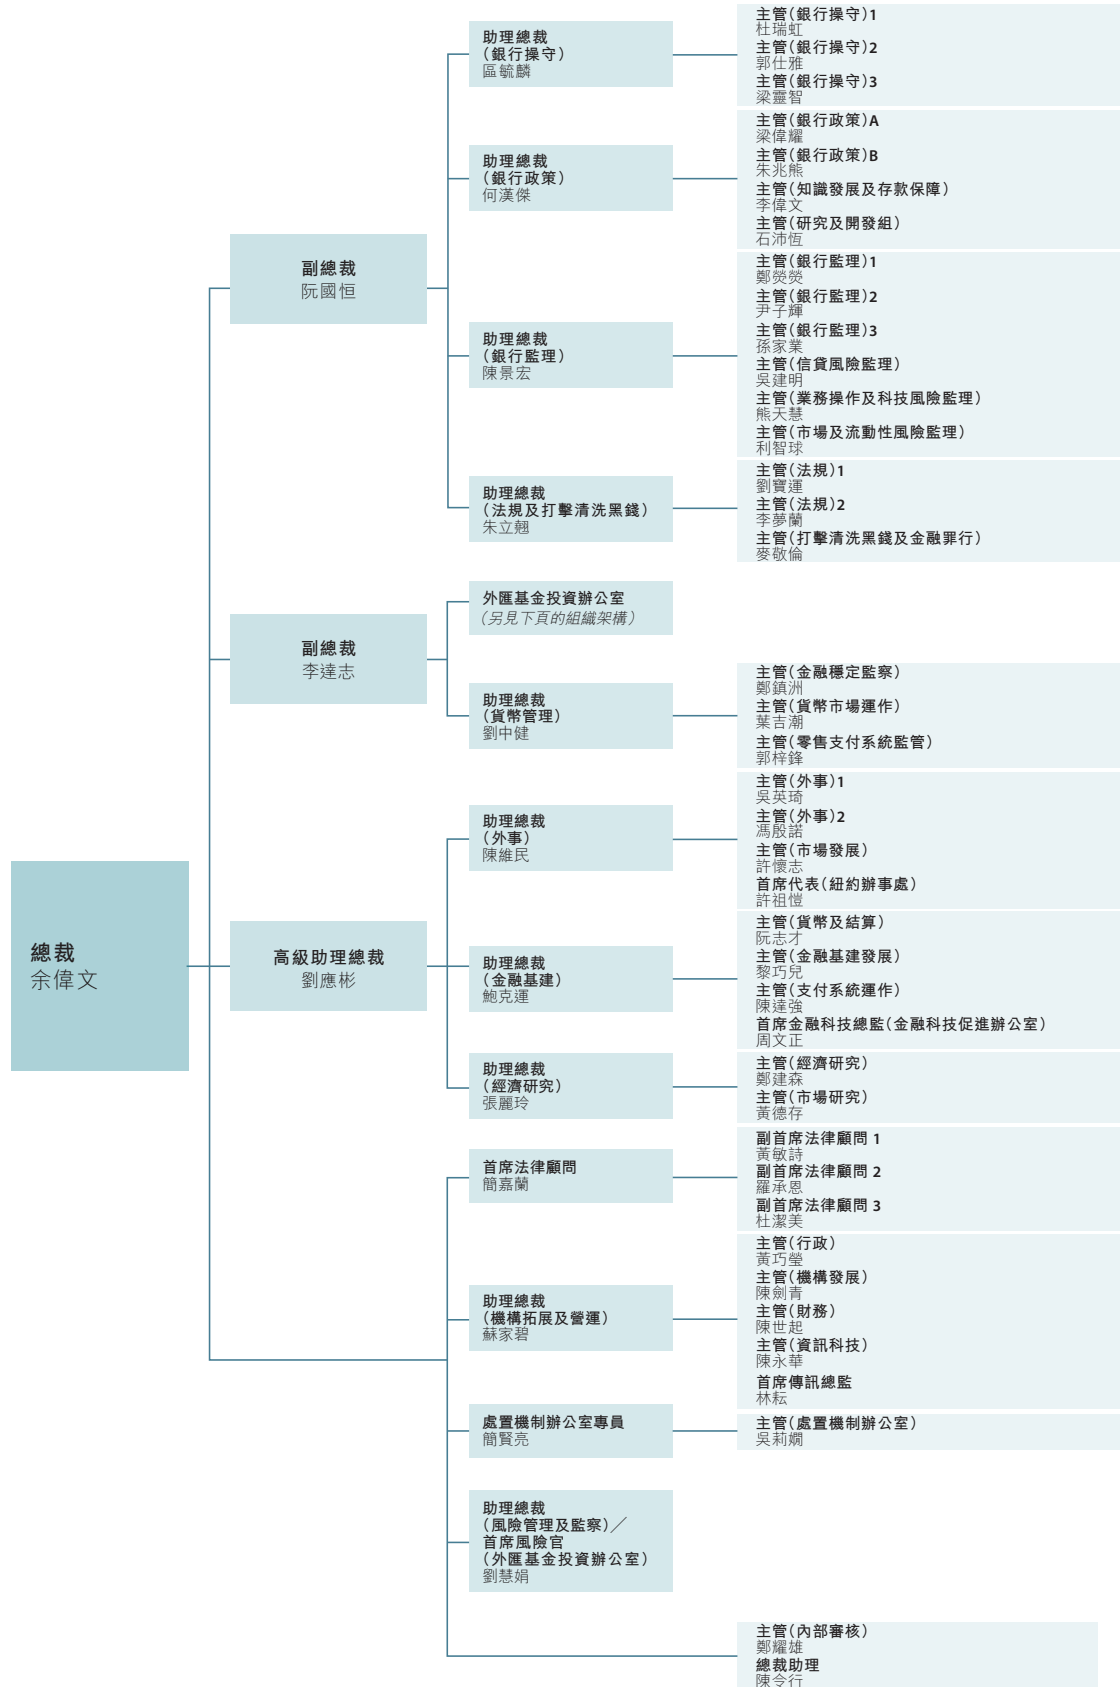 總裁
余偉文
副總裁
阮國恒
助理總裁
（銀行操守）
區毓麟
主管（銀行操守）1
杜瑞虹
主管（銀行操守）2
郭仕雅
主管（銀行操守）3
梁靈智
助理總裁
（銀行政策）
何漢傑
主管（銀行政策）A
梁偉耀
主管（銀行政策）B
朱兆熊
主管（知識發展及存款保障）
李偉文
主管（研究及開發組）
石沛恆
助理總裁
（銀行監理）
陳景宏
主管（銀行監理）1
鄭熒熒
主管（銀行監理）2
尹子輝
主管（銀行監理）3
孫家業
主管（信貸風險監理）
吳建明
主管（業務操作及科技風險監理）
熊天慧
主管（市場及流動性風險監理）
利智球
助理總裁
（法規及打擊清洗黑錢）
朱立翹
主管（法規）1
劉寶運
主管（法規）2
李夢蘭
主管（打擊清洗黑錢及金融罪行）
麥敬倫
副總裁
李達志
外匯基金投資辦公室
（另見下頁的組織架構）
助理總裁
（貨幣管理）
劉中健
主管（金融穩定監察）
鄭鎮洲
主管（貨幣市場運作）
葉吉潮
主管（零售支付系統監管）
郭梓鋒
高級助理總裁
劉應彬
助理總裁
（外事）
陳維民
主管（外事）1
吳英琦
主管（外事）2
馮殷諾
主管（市場發展）
許懷志
首席代表（紐約辦事處）
許祖愷
助理總裁
（金融基建）
鮑克運
主管（貨幣及結算）
阮志才
主管（金融基建發展）
黎巧兒
主管（支付系統運作）
陳達強
首席金融科技總監（金融科技促進辦公室）
周文正
助理總裁
（經濟研究）
張麗玲
主管（經濟研究）
鄭建森
主管（市場研究）
黃德存
首席法律顧問
簡嘉蘭
副首席法律顧問 1
黃敏詩
副首席法律顧問 2
羅承恩
副首席法律顧問 3
杜潔美
助理總裁
（機構拓展及營運）
蘇家碧
主管（行政）
黃巧瑩
主管（機構發展）
陳劍青
主管（財務）
陳世起
主管（資訊科技）
陳永華
首席傳訊總監
林耘
處置機制辦公室專員
簡賢亮
主管（處置機制辦公室）
吳莉嫺
助理總裁
（風險管理及監察）╱
首席風險官
（外匯基金投資辦公室）
劉慧娟
主管（內部審核）
鄭耀雄
總裁助理
陳令行